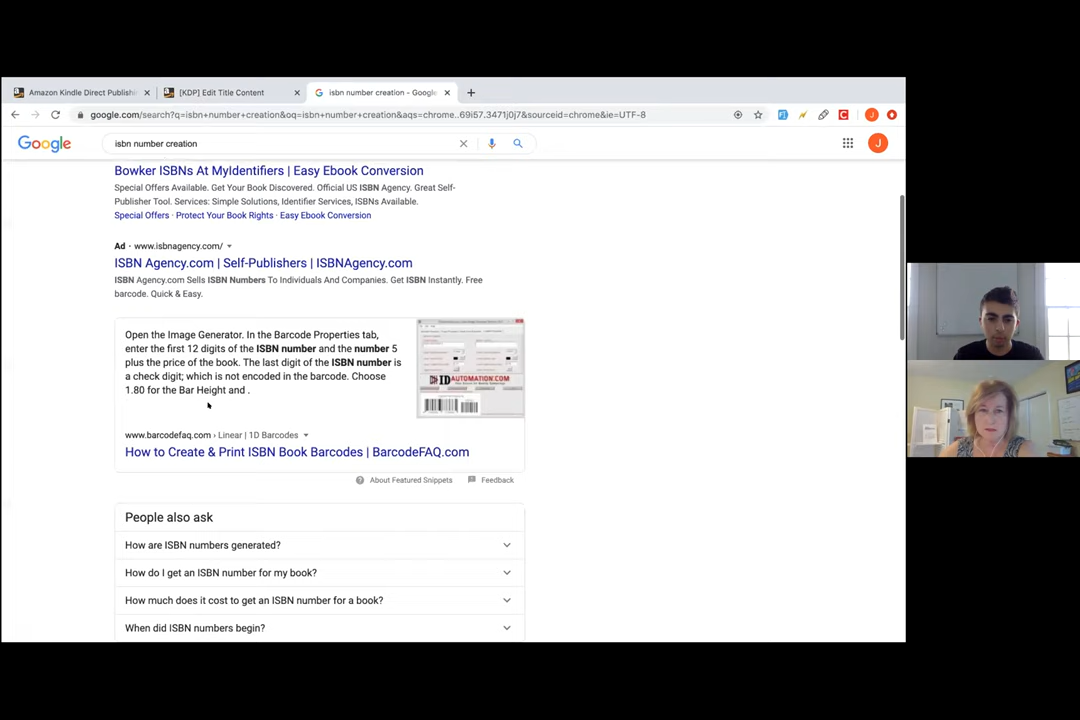 Amazon Kindle Direct Publishin
[KDP] Edit Title Content
isbn number creation - Google
google.com/search?q=isbn+number+creation&oq=isbn+number+creation&aqs=chrome..69i57.3471j0j7&sourceid=chrome&ie=UTF-8
Google
isbn number creation
J
J
Bowker ISBNs At MyIdentifiers | Easy Ebook Conversion
Special Offers Available. Get Your Book Discovered. Official US ISBN Agency. Great Self-
Publisher Tool. Services: Simple Solutions, Identifier Services, ISBNs Available.
Special Offers · Protect Your Book Rights · Easy Ebook Conversion
Ad · www.isbnagency.com/
ISBN Agency.com | Self-Publishers | ISBNAgency.com
ISBN Agency.com Sells ISBN Numbers To Individuals And Companies. Get ISBN Instantly. Free
barcode. Quick & Easy.
Open the Image Generator. In the Barcode Properties tab,
enter the first 12 digits of the ISBN number and the number 5
plus the price of the book. The last digit of the ISBN number is
a check digit; which is not encoded in the barcode. Choose
1.80 for the Bar Height and .
IDAUTOMATION.COM
www.barcodefaq.com › Linear | 1D Barcodes
How to Create & Print ISBN Book Barcodes | BarcodeFAQ.com
About Featured Snippets
Feedback
People also ask
How are ISBN numbers generated?
How do I get an ISBN number for my book?
How much does it cost to get an ISBN number for a book?
When did ISBN numbers begin?